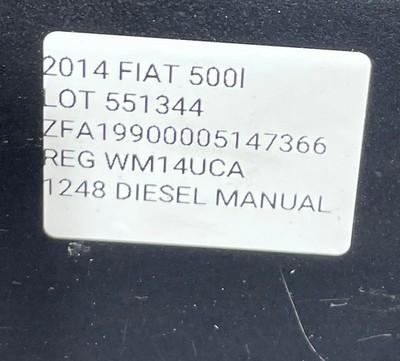 2014 FIAT 500l
LOT 551344
ZFA19900005147366
REG WM14UCA
1248 DIESEL MANUAL